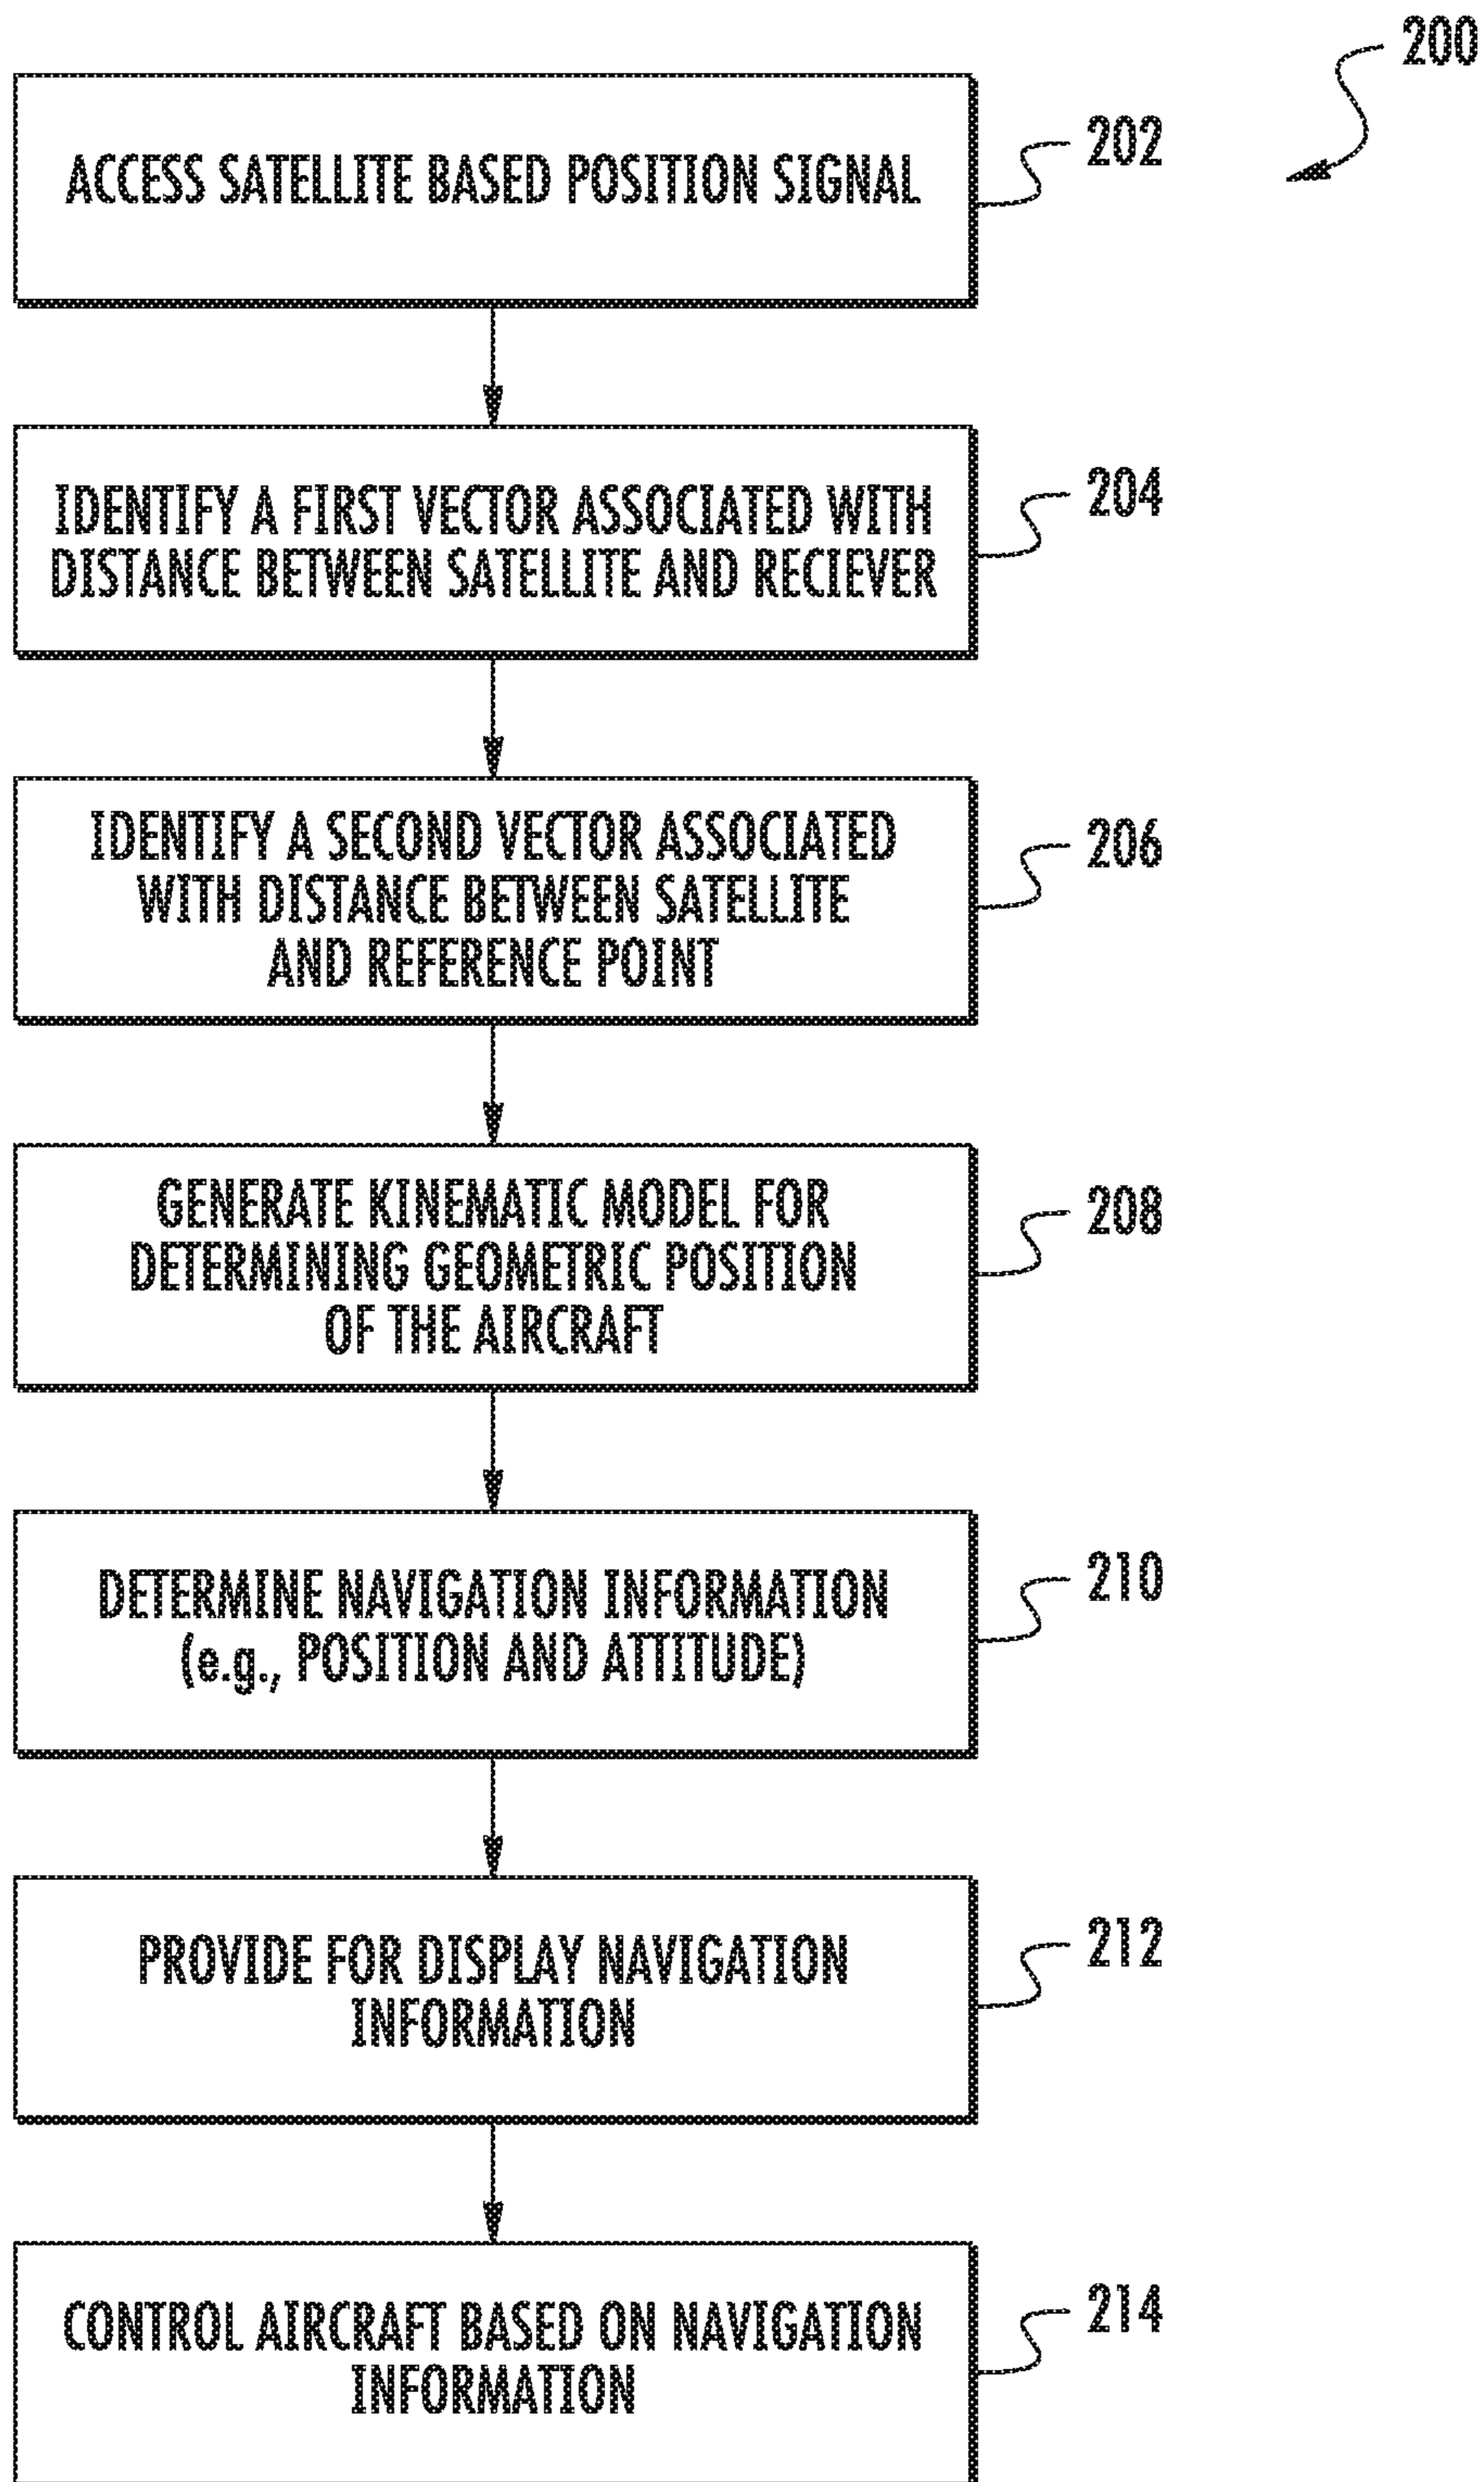 200
ACCESS SATELLITE BASED POSITION SIGNAL
202
IDENTIFY A FIRST VECTOR ASSOCIATED WITH
DISTANCE BETWEEN SATELLITE AND RECIEVER
204
IDENTIFY A SECOND VECTOR ASSOCIATED
WITH DISTANCE BETWEEN SATELLITE
AND REFERENCE POINT
206
GENERATE KINEMATIC MODEL FOR
DETERMINING GEOMETRIC POSITION
OF THE AIRCRAFT
208
DETERMINE NAVIGATION INFORMATION
(e.g., POSITION AND ATTITUDE)
210
PROVIDE FOR DISPLAY NAVIGATION
INFORMATION
212
CONTROL AIRCRAFT BASED ON NAVIGATION
INFORMATION
214